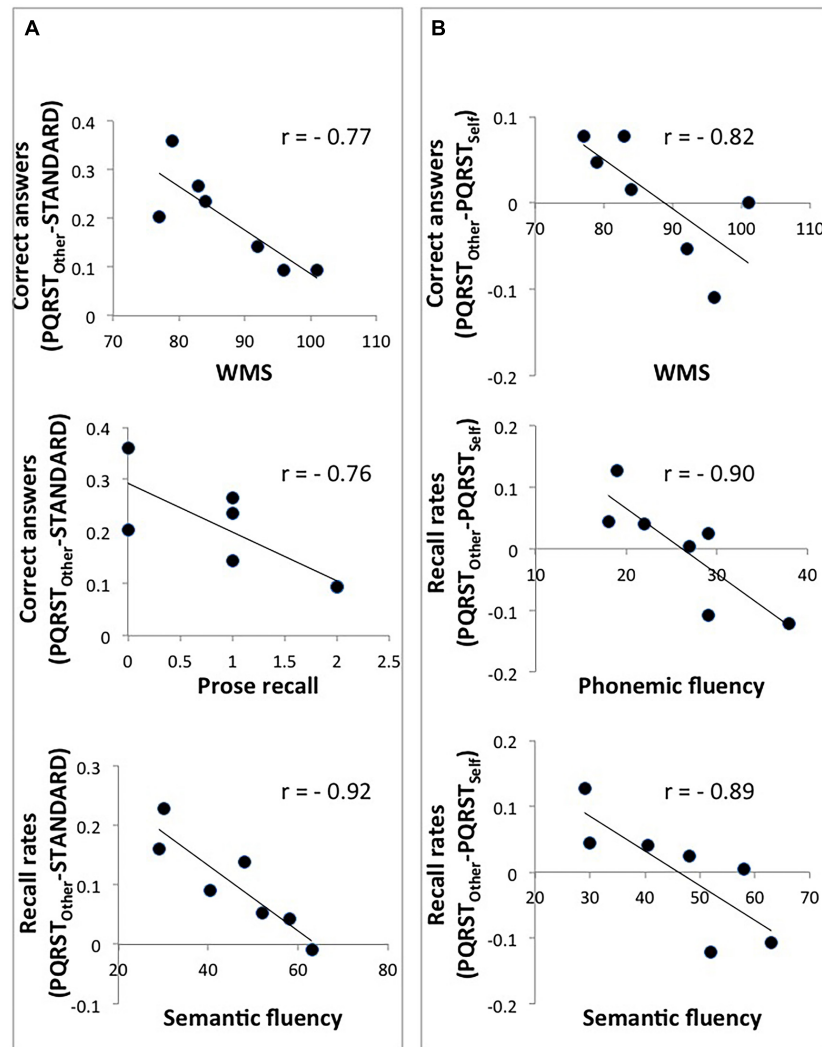 A
Correct answers
(PQRSTOther-STANDARD)
r = - 0.77
0.4
0.3
0.2
0.1
0
70 80 90 100 110
WMS
Correct answers
(PQRSTOther-STANDARD)
r = - 0.76
0.4
0.3
0.2
0.1
0
0 0.5 1 1.5 2 2.5
Prose recall
Recall rates
(PQRSTOther-STANDARD)
r = - 0.92
0.3
0.2
0.1
0
-0.1
20 40 60 80
Semantic fluency
B
Correct answers
(PQRSTOther-PQRSTSelf)
r = - 0.82
0.1
0
-0.1
-0.2
70 80 90 100 110
WMS
Recall rates
(PQRSTOther-PQRSTSelf)
r = - 0.90
0.2
0.1
0
-0.1
-0.2
10 20 30 40
Phonemic fluency
Recall rates
(PQRSTOther-PQRSTSelf)
r = - 0.89
0.2
0.1
0
-0.1
-0.2
20 30 40 50 60 70
Semantic fluency